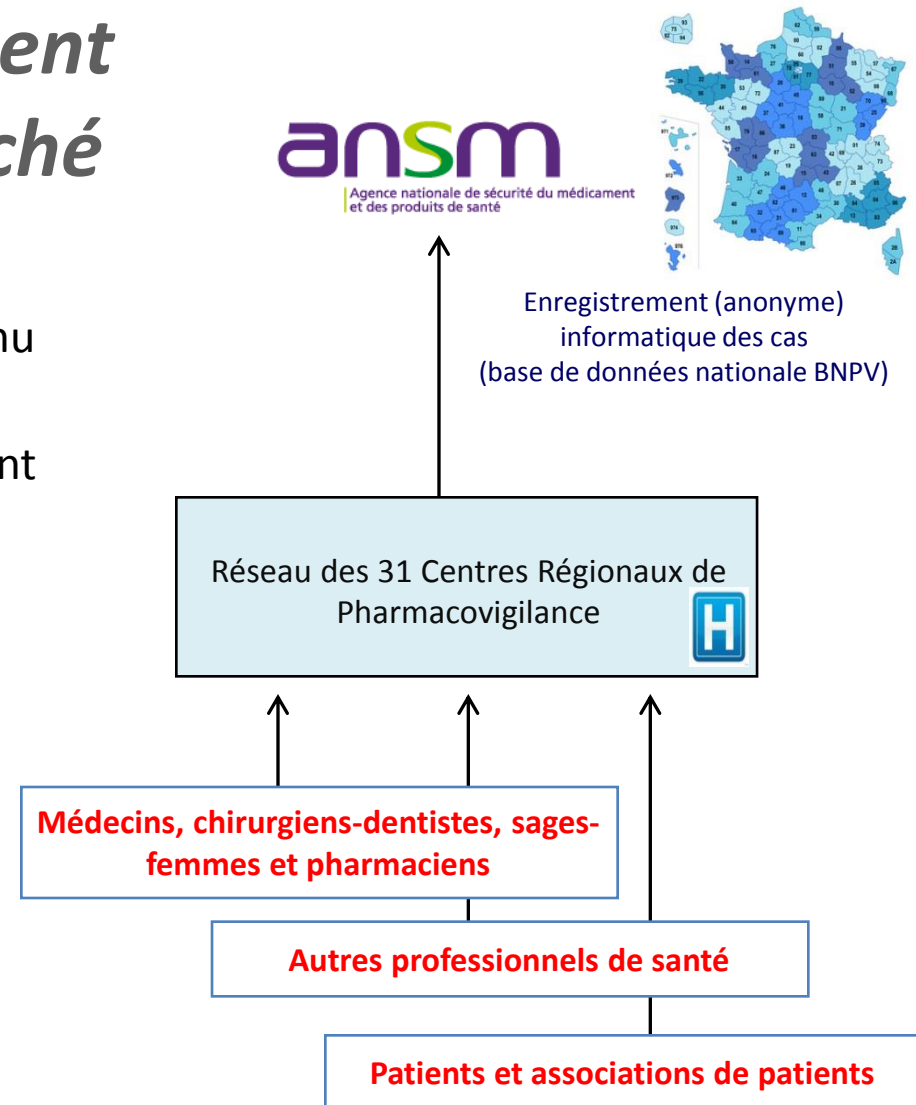 ent
ché
ansm
Agence nationale de sécurité du médicament
et des produits de santé
nu
nt
Enregistrement (anonyme)
informatique des cas
(base de données nationale BNPV)
Réseau des 31 Centres Régionaux de
Pharmacovigilance
H
Médecins, chirurgiens-dentistes, sages-
femmes et pharmaciens
Autres professionnels de santé
Patients et associations de patients